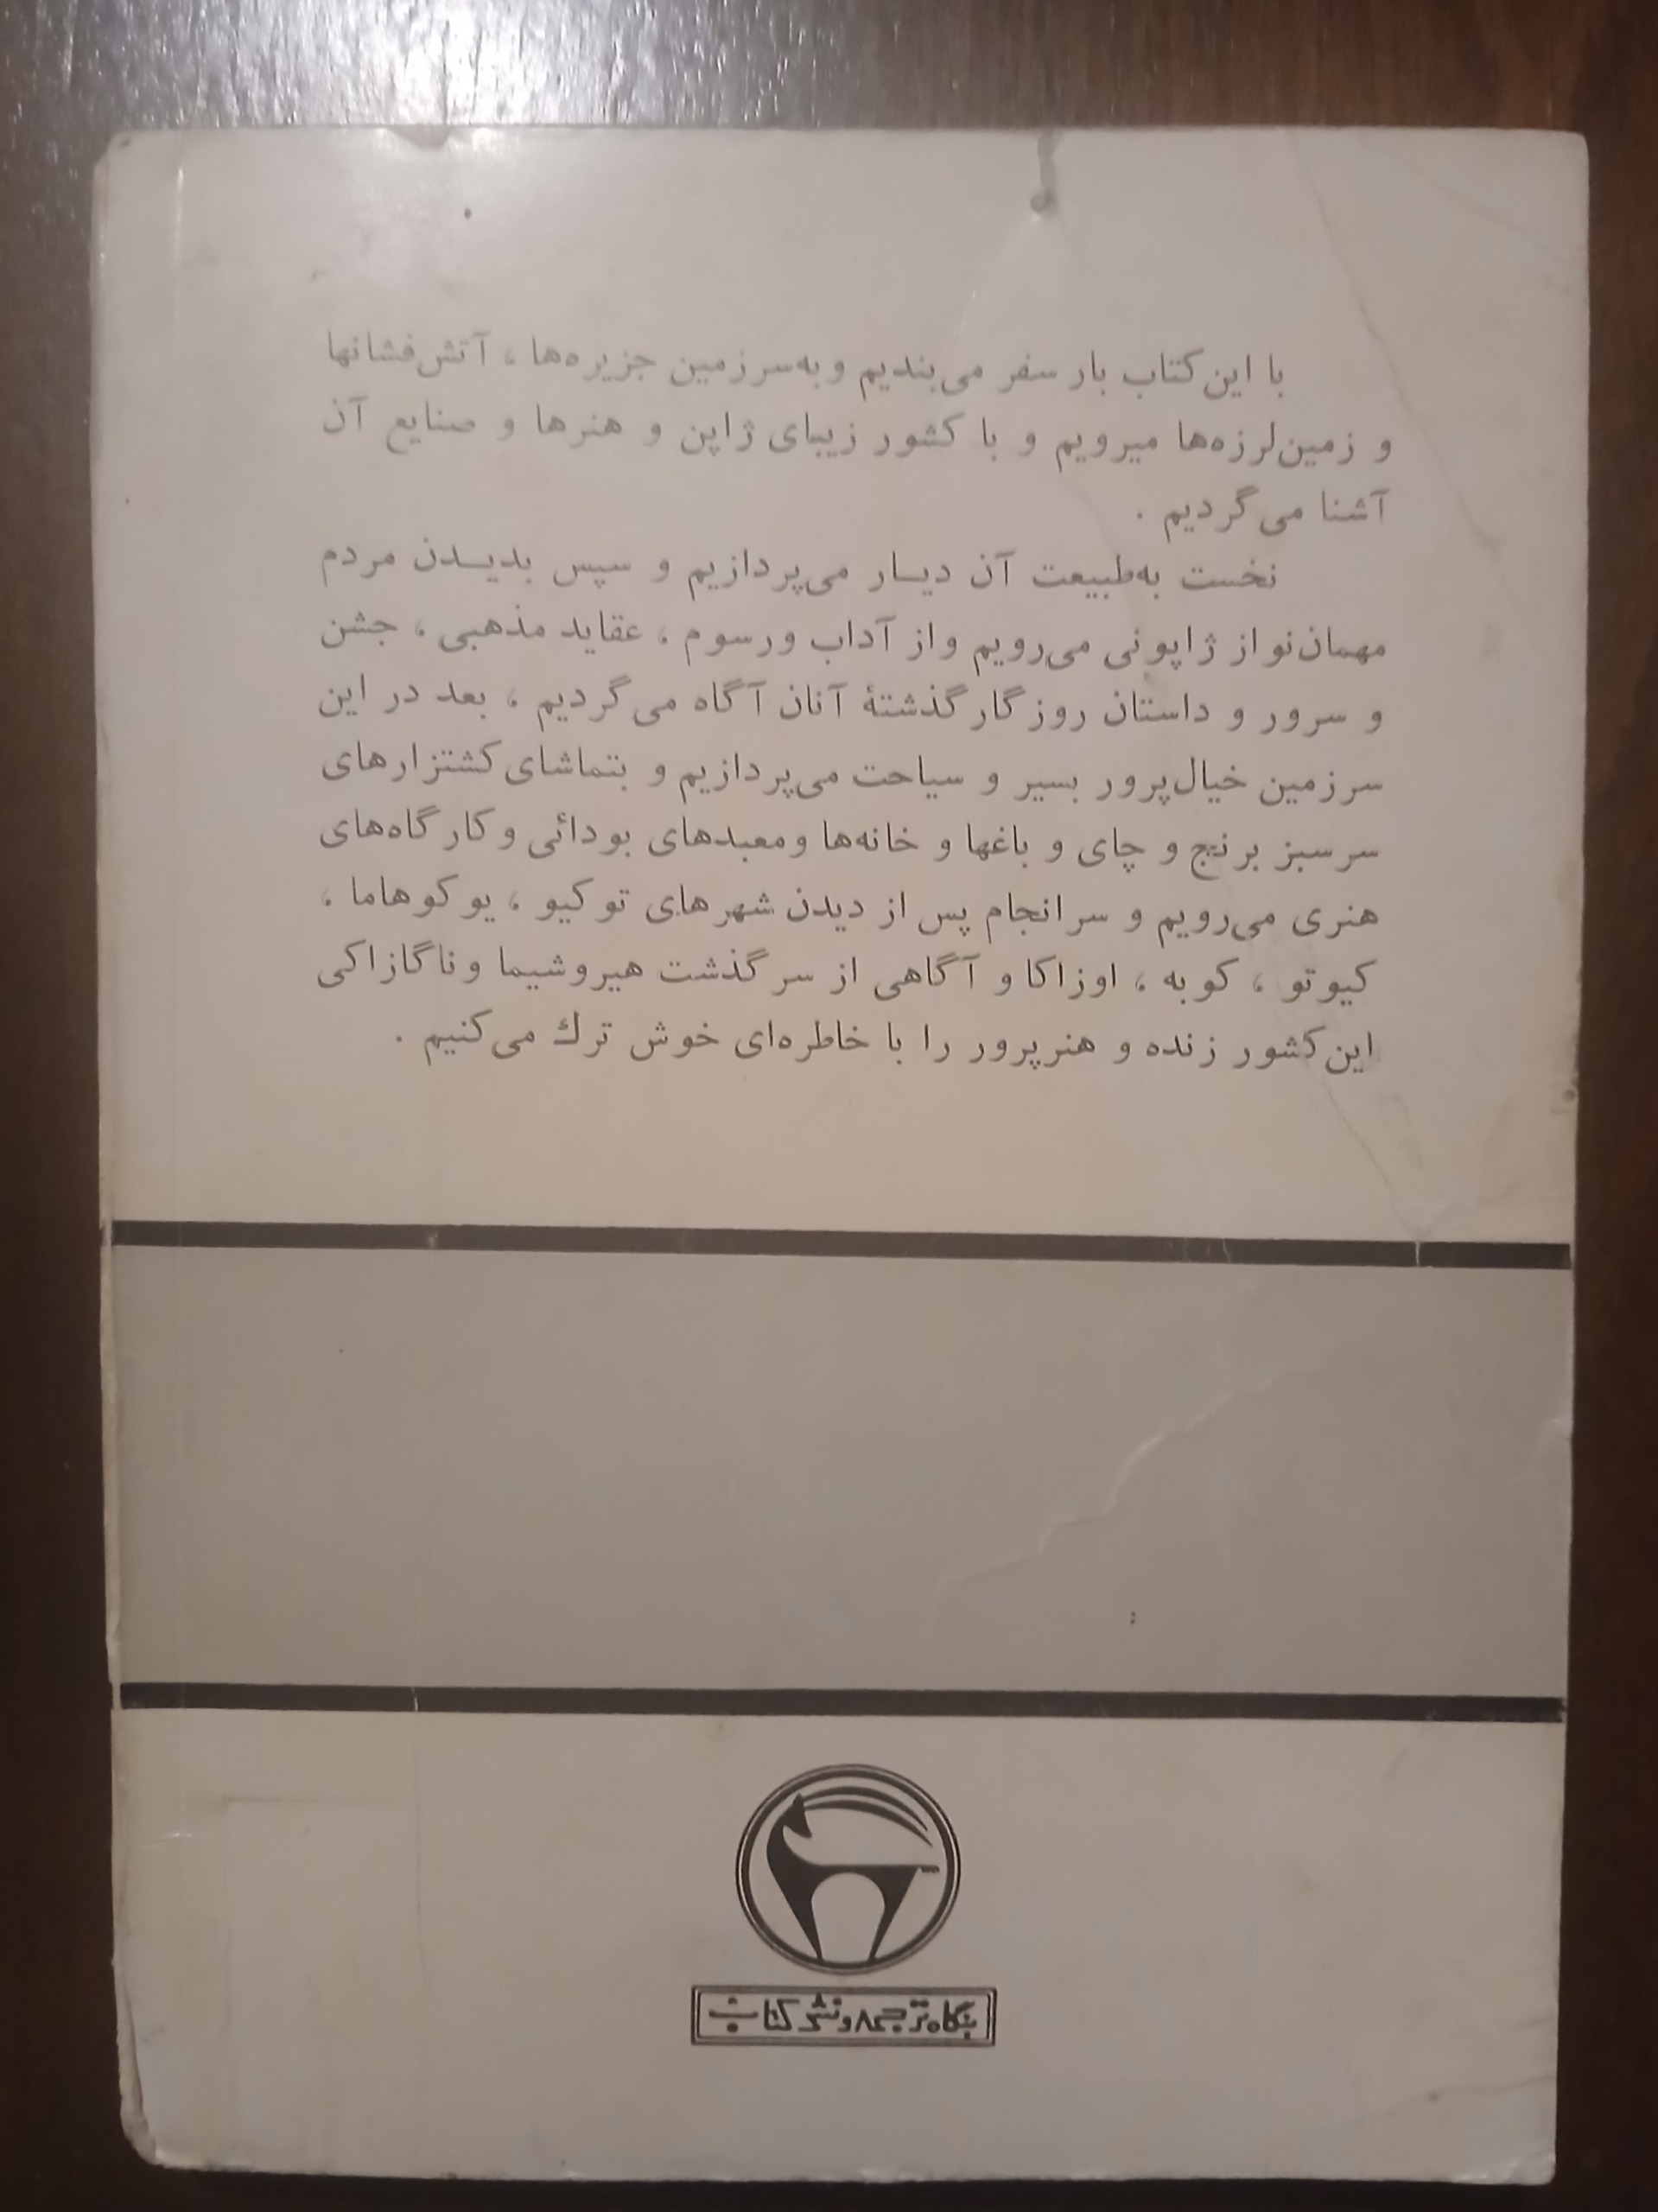 با این کتاب بار سفر می‌بندیم و به‌سرزمین جزیره‌ها ، آتش‌فشانها
و زمین‌لرزه‌ها میرویم و با کشور زیبای ژاپن و هنرها و صنایع آن
آشنا می‌گردیم .
نخست به‌طبیعت آن دیار می‌پردازیم و سپس بدیدن مردم
مهمان‌نواز ژاپونی می‌رویم و از آداب و رسوم ، عقاید مذهبی ، جشن
و سرور و داستان روزگار گذشتهٔ آنان آگاه می‌گردیم ، بعد در این
سرزمین خیال‌پرور بسیر و سیاحت می‌پردازیم و بتماشای کشتزارهای
سرسبز برنج و چای و باغها و خانه‌ها و معبدهای بودائی و کارگاه‌های
هنری می‌رویم و سرانجام پس از دیدن شهرهای توکیو ، یوکوهاما ،
کیوتو ، کوبه ، اوزاکا و آگاهی از سرگذشت هیروشیما و ناگازاکی
این کشور زنده و هنرپرور را با خاطره‌ای خوش ترك می‌کنیم .
بنگاه ترجمه و نشر کتاب